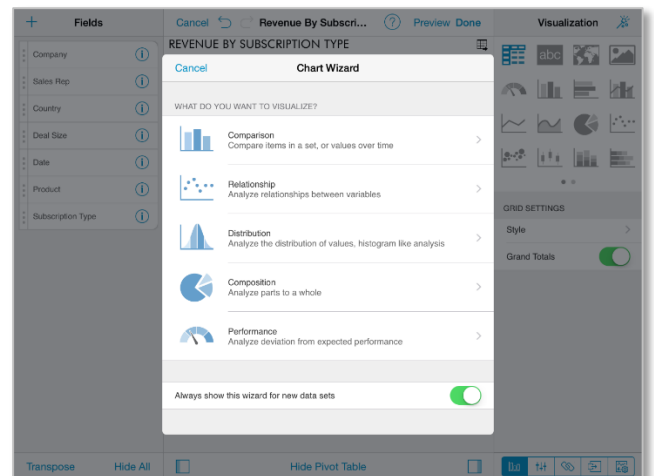 + Fields
Cancel Revenue By Subscri... ? Preview Done
Visualization
Company
Sales Rep
Country
Deal Size
Date
Product
Subscription Type
REVENUE BY SUBSCRIPTION TYPE
Cancel Chart Wizard
WHAT DO YOU WANT TO VISUALIZE?
Comparison
Compare items in a set, or values over time
Relationship
Analyze relationships between variables
Distribution
Analyze the distribution of values, histogram like analysis
Composition
Analyze parts to a whole
Performance
Analyze deviation from expected performance
Always show this wizard for new data sets
abc
GRID SETTINGS
Style
Grand Totals
Transpose Hide All
Hide Pivot Table